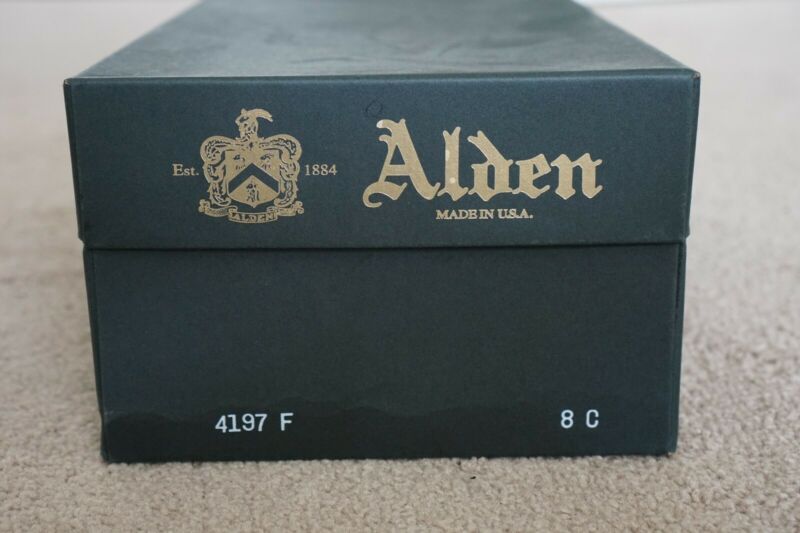 Est. 1884
ALDEN
Alden
MADE IN U.S.A.
4197 F 8 C